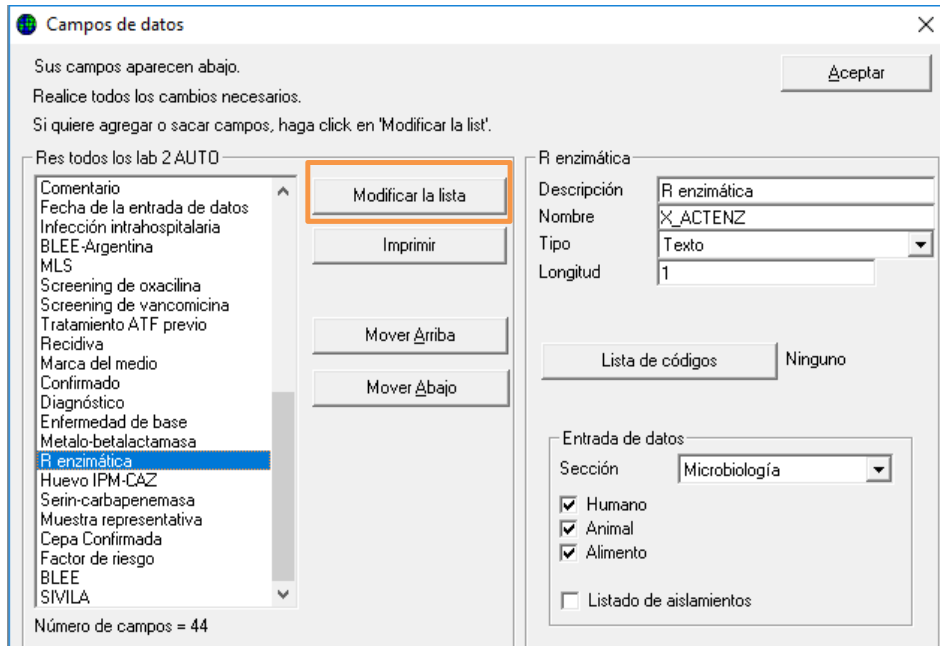 Campos de datos
Sus campos aparecen abajo.
Realice todos los cambios necesarios.
Si quiere agregar o sacar campos, haga click en 'Modificar la list'.
Aceptar
Res todos los lab 2 AUTO
Comentario
Fecha de la entrada de datos
Infección intrahospitalaria
BLEE-Argentina
MLS
Screening de oxacilina
Screening de vancomicina
Tratamiento ATF previo
Recidiva
Marca del medio
Confirmado
Diagnóstico
Enfermedad de base
Metalo-betalactamasa
R enzimática
Huevo IPM-CAZ
Serin-carbapenemasa
Muestra representativa
Cepa Confirmada
Factor de riesgo
BLEE
SIVILA
Número de campos = 44
Modificar la lista
Imprimir
Mover Arriba
Mover Abajo
R enzimática
Descripción R enzimática
Nombre X_ACTENZ
Tipo Texto
Longitud 1
Lista de códigos Ninguno
Entrada de datos
Sección Microbiología
Humano
Animal
Alimento
Listado de aislamientos